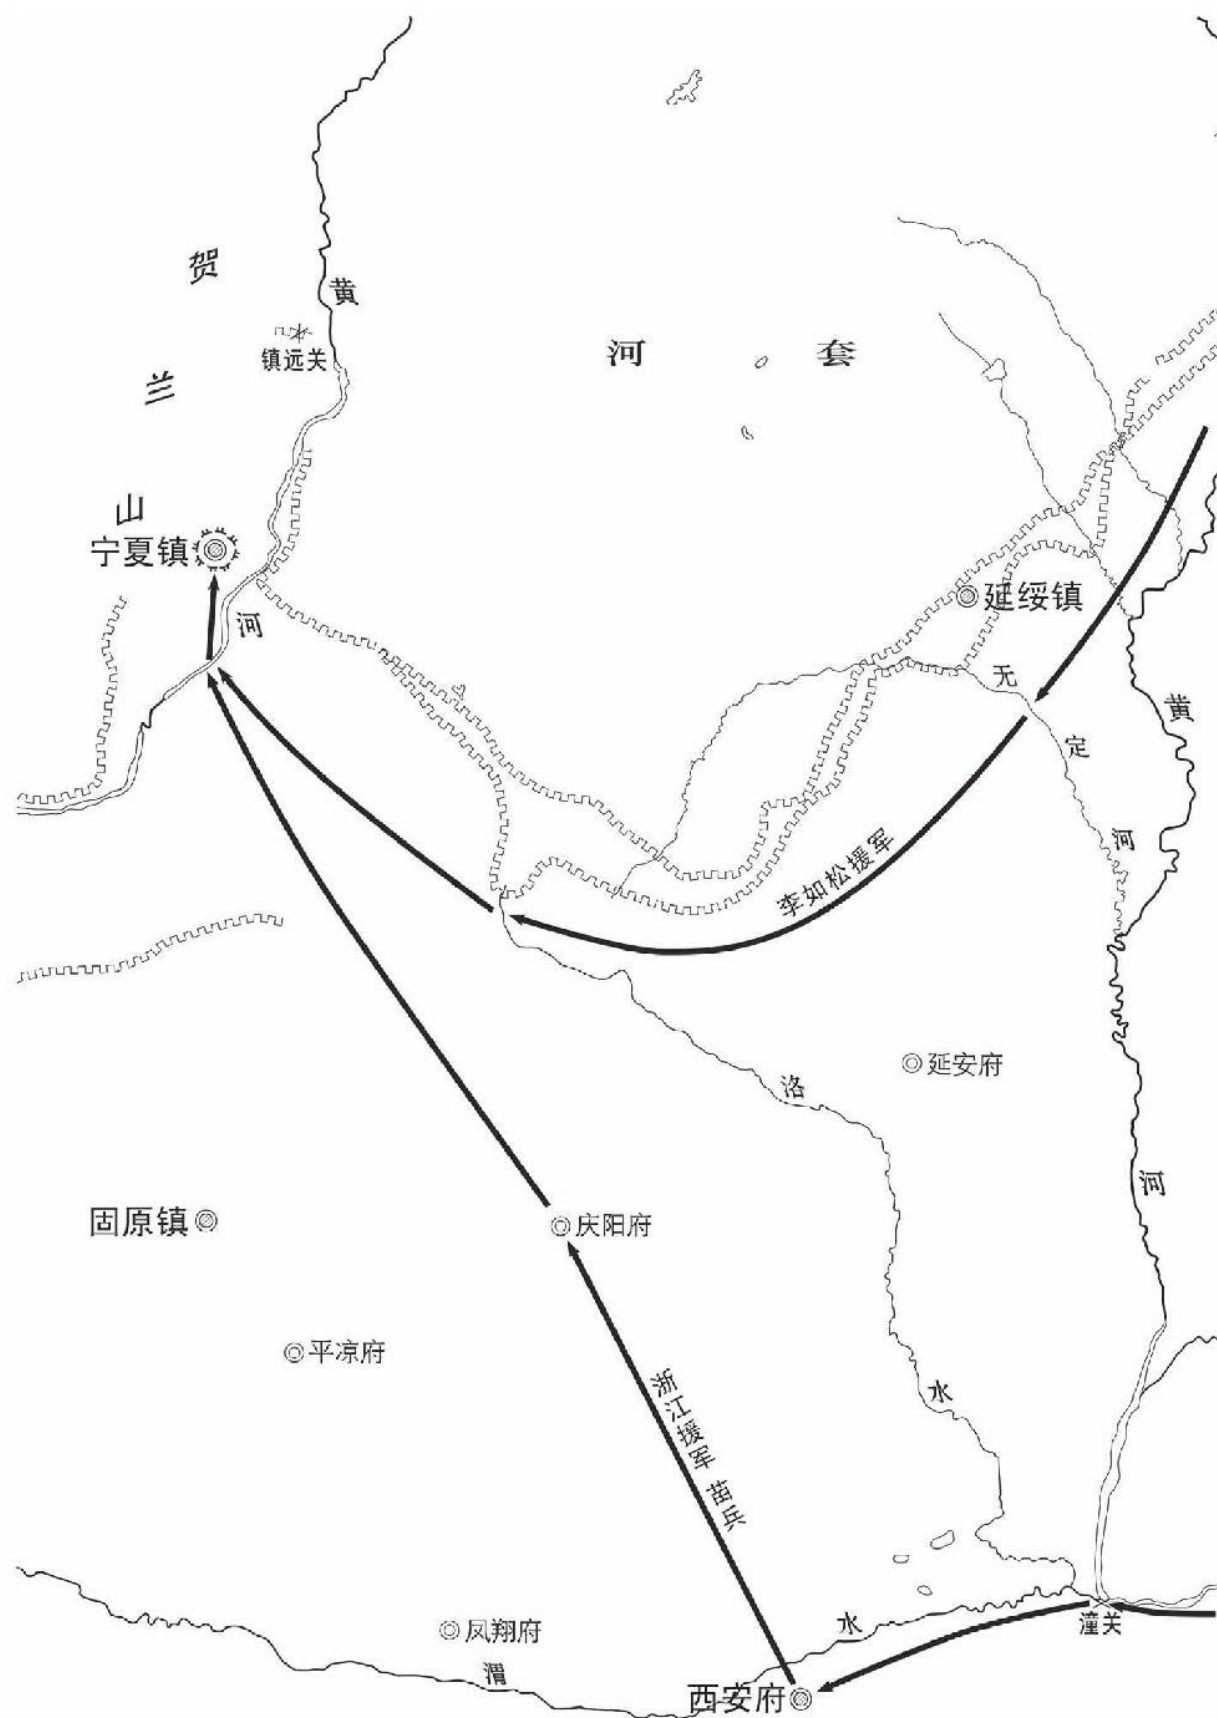 贺兰山
黄河
镇远关
河套
宁夏镇
延绥镇
无定河
黄河
李如松援军
洛水
延安府
固原镇
庆阳府
平凉府
浙江援军 苗兵
凤翔府
渭水
潼关
西安府